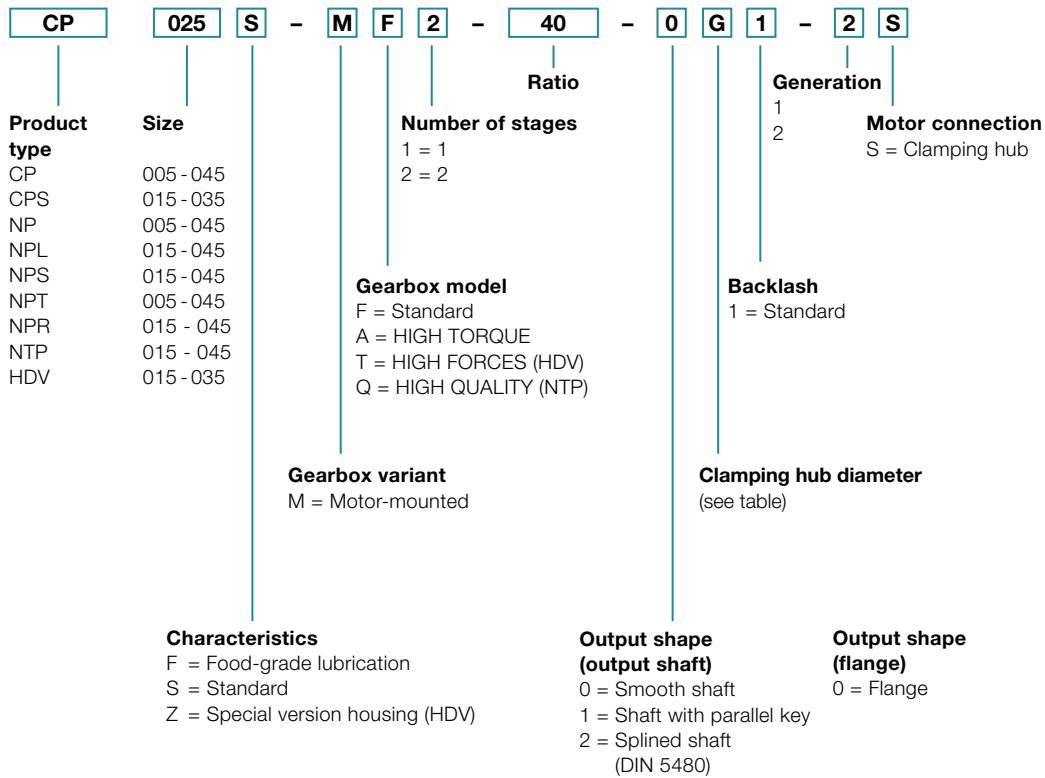 CP 025 S – M F 2 – 40 – 0 G 1 – 2 S
Ratio
Generation
1
2
Product
type
CP
CPS
NP
NPL
NPS
NPT
NPR
NTP
HDV
Size
005 - 045
015 - 035
005 - 045
015 - 045
015 - 045
005 - 045
015 - 045
015 - 045
015 - 035
Number of stages
1 = 1
2 = 2
Motor connection
S = Clamping hub
Gearbox model
F = Standard
A = HIGH TORQUE
T = HIGH FORCES (HDV)
Q = HIGH QUALITY (NTP)
Backlash
1 = Standard
Gearbox variant
M = Motor-mounted
Clamping hub diameter
(see table)
Characteristics
F = Food-grade lubrication
S = Standard
Z = Special version housing (HDV)
Output shape
(output shaft)
0 = Smooth shaft
1 = Shaft with parallel key
2 = Splined shaft
(DIN 5480)
Output shape
(flange)
0 = Flange